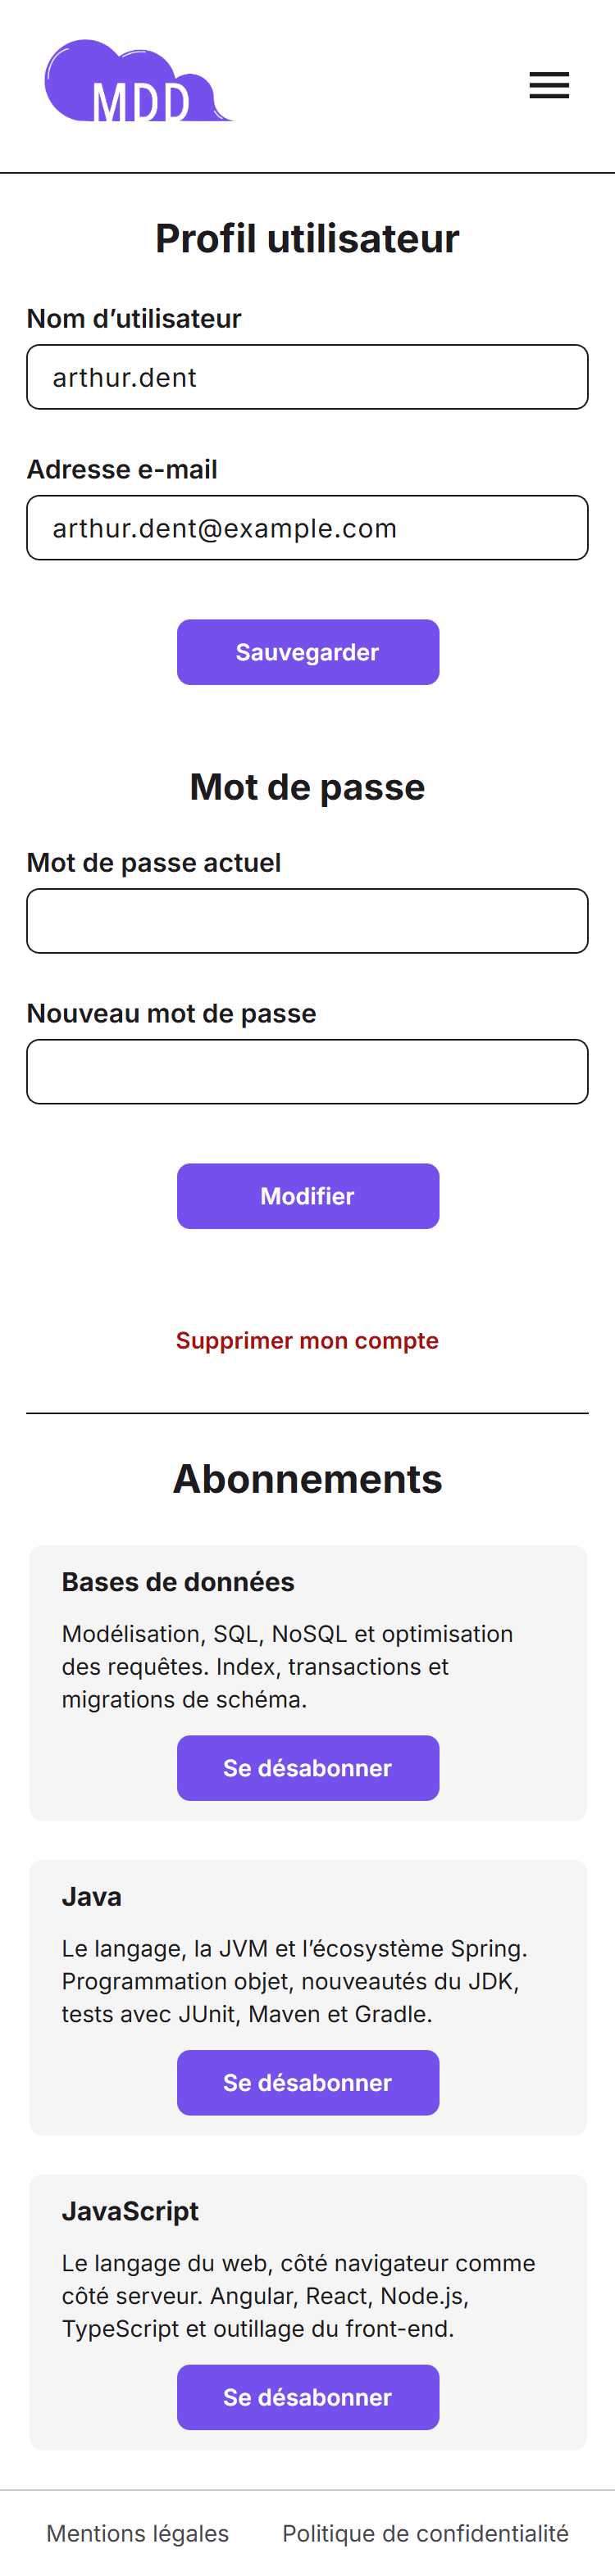 MDD
Profil utilisateur
Nom d’utilisateur
arthur.dent
Adresse e-mail
arthur.dent@example.com
Sauvegarder
Mot de passe
Mot de passe actuel
Nouveau mot de passe
Modifier
Supprimer mon compte
Abonnements
Bases de données
Modélisation, SQL, NoSQL et optimisation
des requêtes. Index, transactions et
migrations de schéma.
Se désabonner
Java
Le langage, la JVM et l’écosystème Spring.
Programmation objet, nouveautés du JDK,
tests avec JUnit, Maven et Gradle.
Se désabonner
JavaScript
Le langage du web, côté navigateur comme
côté serveur. Angular, React, Node.js,
TypeScript et outillage du front-end.
Se désabonner
Mentions légales Politique de confidentialité